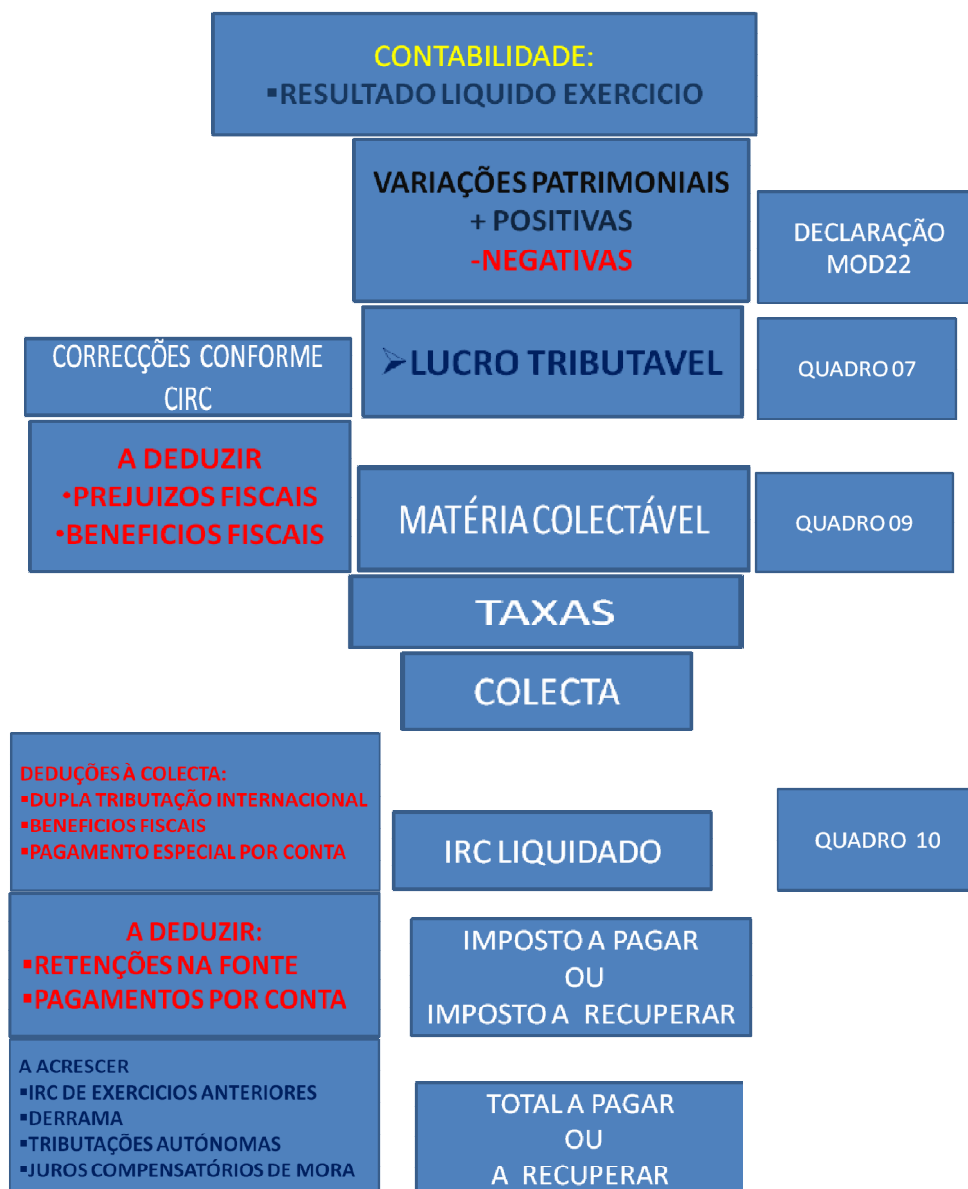 CONTABILIDADE:
▪RESULTADO LIQUIDO EXERCICIO
VARIAÇÕES PATRIMONIAIS
+ POSITIVAS
-NEGATIVAS
DECLARAÇÃO
MOD22
CORRECÇÕES CONFORME
CIRC
➢LUCRO TRIBUTAVEL
QUADRO 07
A DEDUZIR
•PREJUIZOS FISCAIS
•BENEFICIOS FISCAIS
MATÉRIA COLECTÁVEL
QUADRO 09
TAXAS
COLECTA
DEDUÇÕES À COLECTA:
▪DUPLA TRIBUTAÇÃO INTERNACIONAL
▪BENEFICIOS FISCAIS
▪PAGAMENTO ESPECIAL POR CONTA
IRC LIQUIDADO
QUADRO 10
A DEDUZIR:
▪RETENÇÕES NA FONTE
▪PAGAMENTOS POR CONTA
IMPOSTO A PAGAR
OU
IMPOSTO A RECUPERAR
A ACRESCER
▪IRC DE EXERCICIOS ANTERIORES
▪DERRAMA
▪TRIBUTAÇÕES AUTÓNOMAS
▪JUROS COMPENSATÓRIOS DE MORA
TOTAL A PAGAR
OU
A RECUPERAR